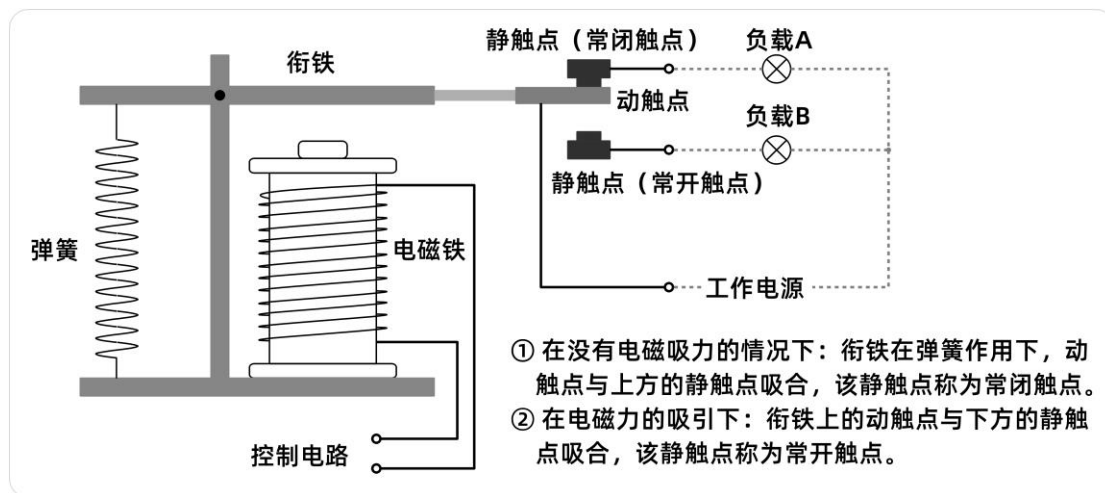 静触点（常闭触点）
负载A
衔铁
动触点
负载B
静触点（常开触点）
弹簧
电磁铁
工作电源
① 在没有电磁吸力的情况下：衔铁在弹簧作用下，动
触点与上方的静触点吸合，该静触点称为常闭触点。
② 在电磁力的吸引下：衔铁上的动触点与下方的静触
点吸合，该静触点称为常开触点。
控制电路